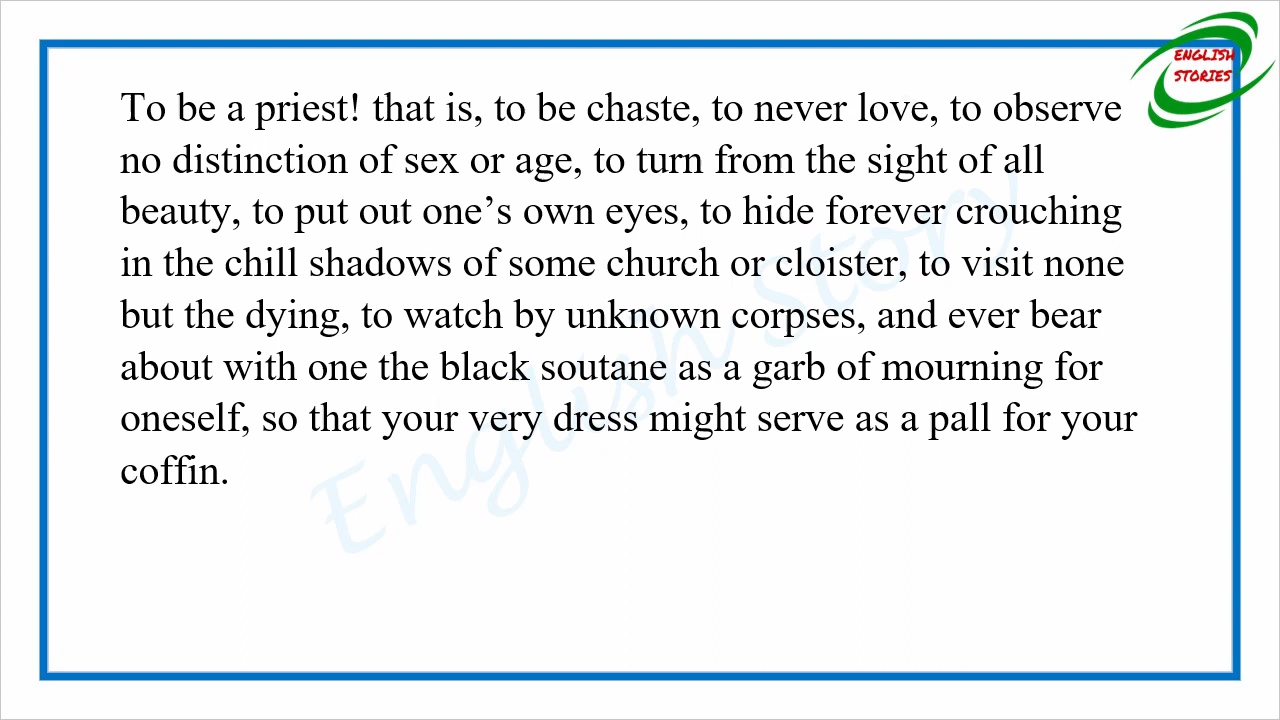 ENGLISH
STORIES
To be a priest! that is, to be chaste, to never love, to observe
no distinction of sex or age, to turn from the sight of all
beauty, to put out one’s own eyes, to hide forever crouching
in the chill shadows of some church or cloister, to visit none
but the dying, to watch by unknown corpses, and ever bear
about with one the black soutane as a garb of mourning for
oneself, so that your very dress might serve as a pall for your
coffin.
English Story